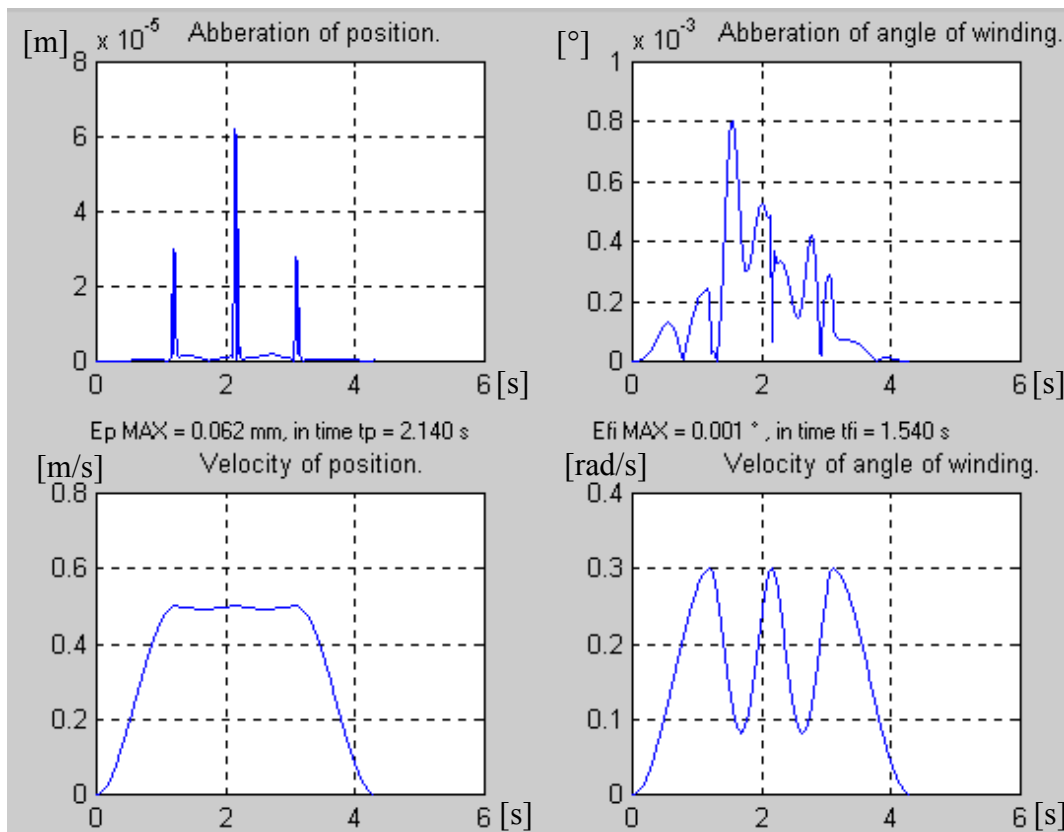 [m] x 10⁻⁵ Abberation of position.
8
6
4
2
0
0 2 4 6 [s]
[°] x 10⁻³ Abberation of angle of winding.
1
0.8
0.6
0.4
0.2
0
0 2 4 6 [s]
Ep MAX = 0.062 mm, in time tp = 2.140 s
Efi MAX = 0.001 ° , in time tfi = 1.540 s
[m/s] Velocity of position.
0.8
0.6
0.4
0.2
0
0 2 4 6 [s]
[rad/s] Velocity of angle of winding.
0.4
0.3
0.2
0.1
0
0 2 4 6 [s]